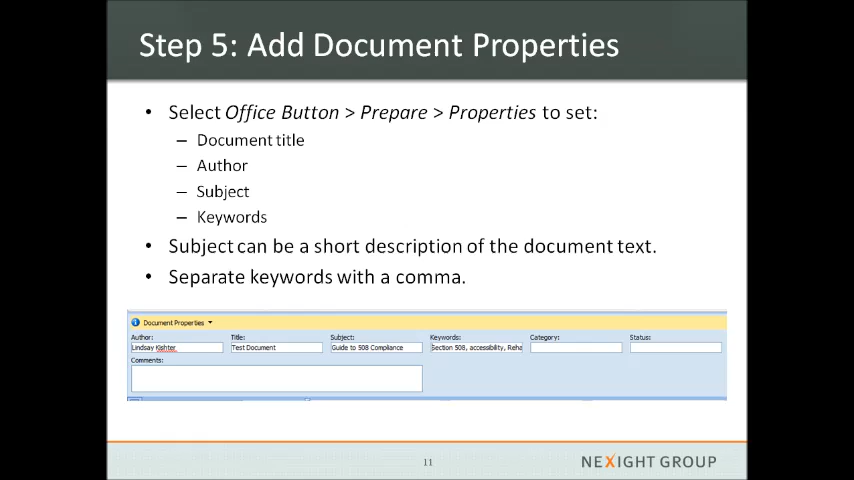 Step 5: Add Document Properties
• Select Office Button > Prepare > Properties to set:
– Document title
– Author
– Subject
– Keywords
• Subject can be a short description of the document text.
• Separate keywords with a comma.
Document Properties
Author: Title: Subject: Keywords: Category: Status:
Lindsay Kishter Test Document Guide to 508 Compliance Section 508, accessibility, Reha
Comments:
11
NEXIGHT GROUP